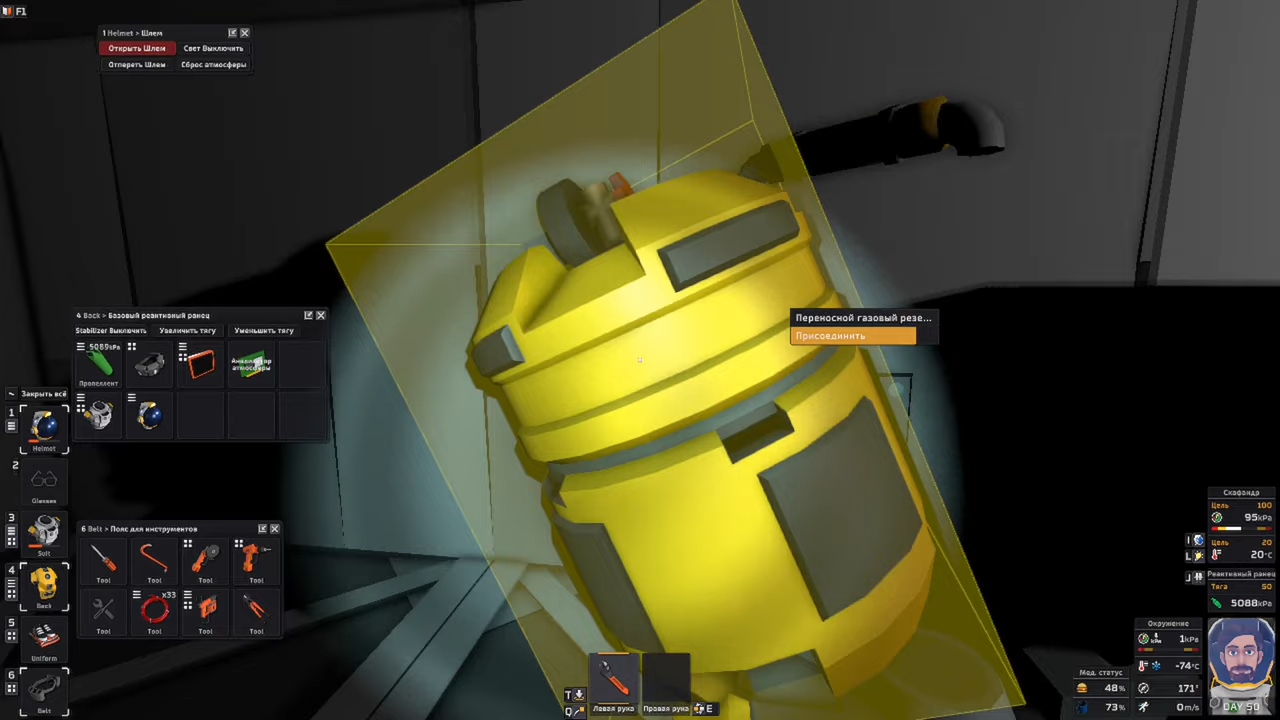 F1
1 Helmet > Шлем
Открыть Шлем
Свет Выключить
Отпереть Шлем
Сброс атмосферы
4 Back > Базовый реактивный ранец
Stabilizer Выключить
Увеличить тягу
Уменьшить тягу
5089kPa
Пропеллент
Анализатор атмосферы
~ Закрыть всё
1
Helmet
2
Glasses
3
Suit
4
Back
5
Uniform
6
Belt
6 Belt > Пояс для инструментов
Tool
Tool
Tool
Tool
x33
Tool
Tool
Tool
Tool
Переносной газовый резе...
Присоединить
T
Q
Левая рука
Правая рука
E
Скафандр
Цель 100
95kPa
Цель 20
20°C
I
L
J
Реактивный ранец
Тяга 50
5088kPa
Окружение
1kPa
-74°C
171°
0m/s
Мед. статус
48%
73%
DAY 50